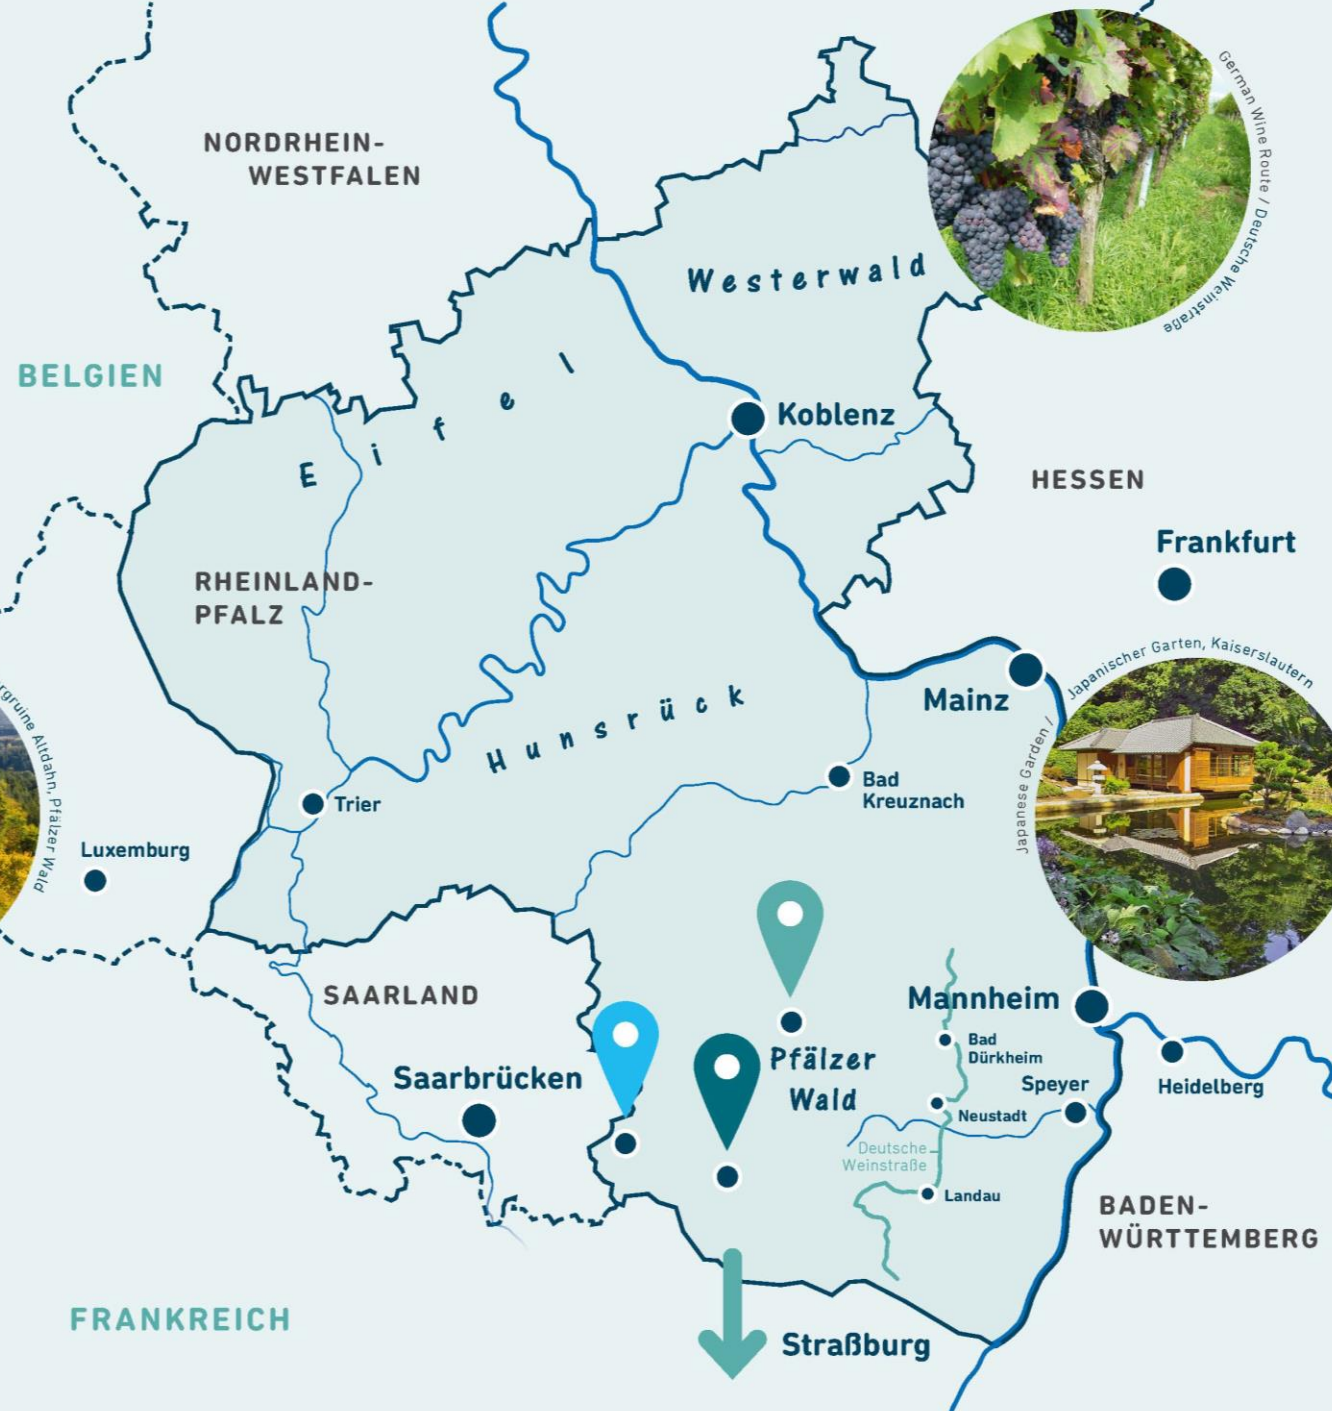 German Wine Route / Deutsche Weinstraße
NORDRHEIN-
WESTFALEN
Westerwald
BELGIEN
Eifel
Koblenz
HESSEN
Frankfurt
RHEINLAND-
PFALZ
Japanese Garden / Japanischer Garten, Kaiserslautern
Mainz
Hunsrück
Altdahn, Pfälzer Wald
Trier
Bad
Kreuznach
Luxemburg
SAARLAND
Mannheim
Pfälzer
Wald
Bad
Dürkheim
Saarbrücken
Speyer
Heidelberg
Neustadt
Deutsche
Weinstraße
Landau
BADEN-
WÜRTTEMBERG
FRANKREICH
Straßburg